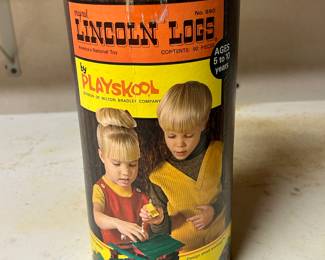 original
LINCOLN LOGS
No. 890
America's National Toy
CONTENTS: 90 PIECES
by
PLAYSKOOL
DIVISION OF MILTON BRADLEY COMPANY
AGES
5 to 10
years